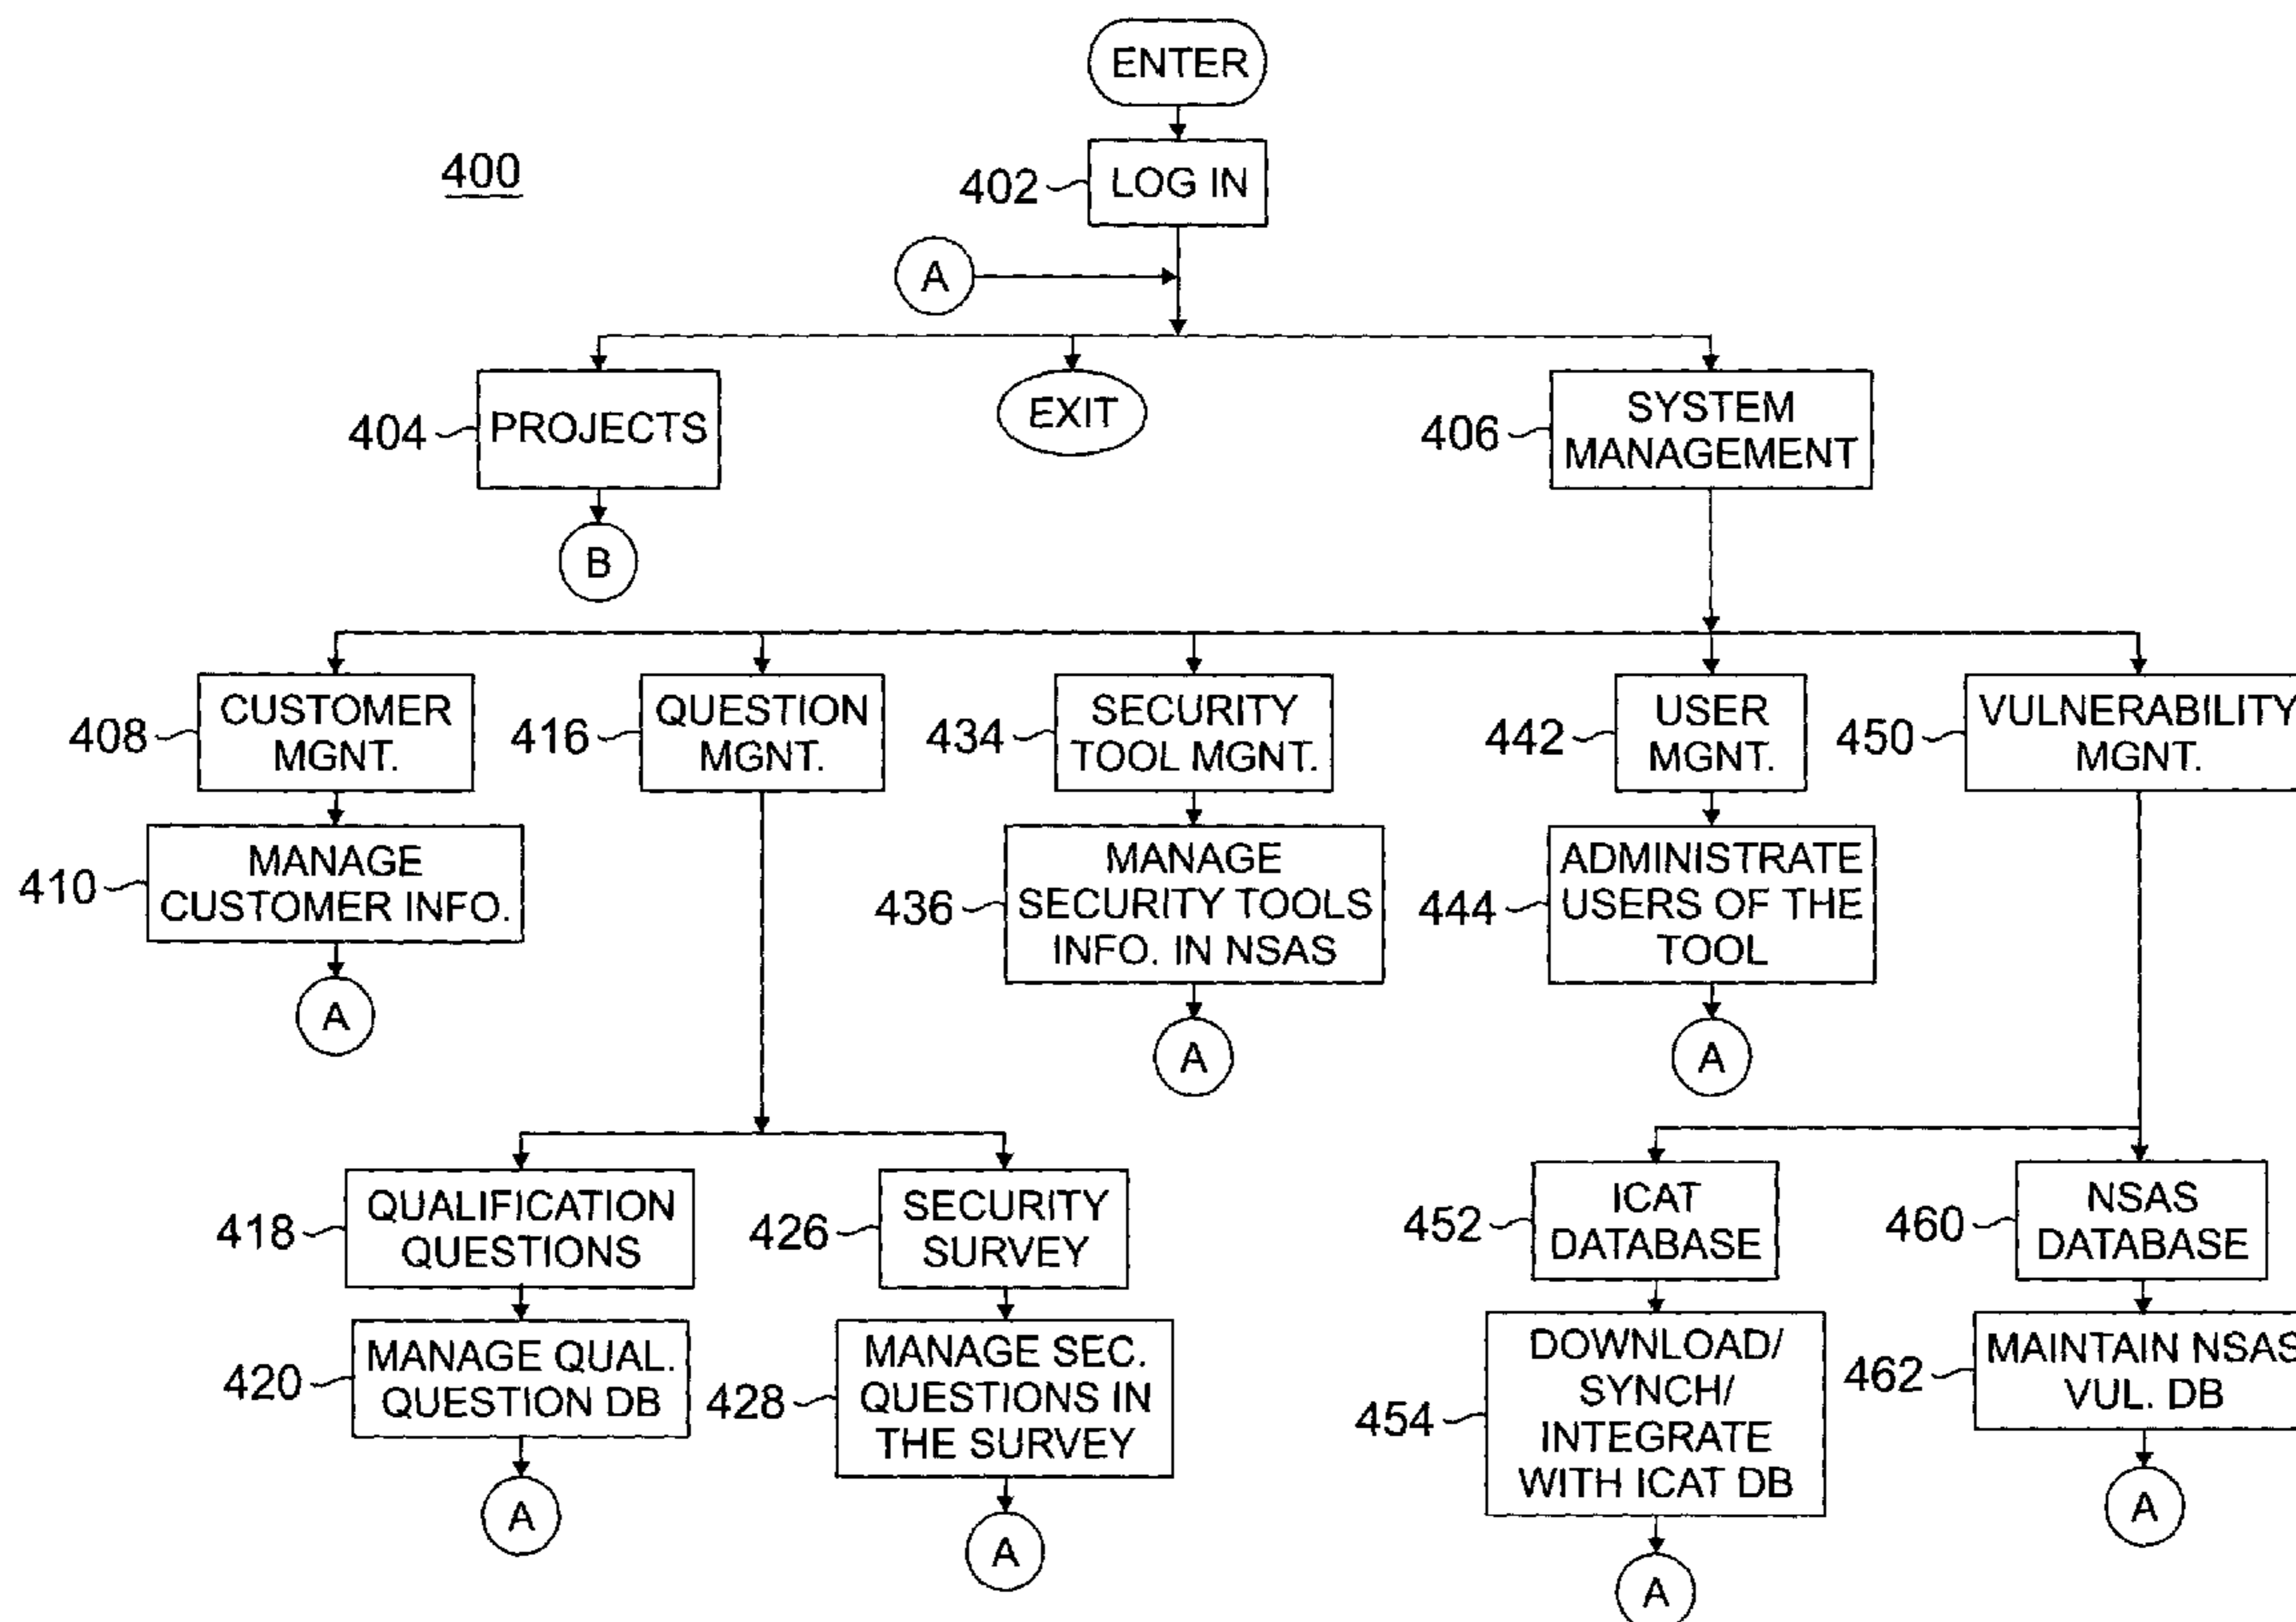 ENTER
400
402
LOG IN
A
404
PROJECTS
EXIT
406
SYSTEM
MANAGEMENT
B
408
CUSTOMER
MGNT.
416
QUESTION
MGNT.
434
SECURITY
TOOL MGNT.
442
USER
MGNT.
450
VULNERABILITY
MGNT.
410
MANAGE
CUSTOMER INFO.
436
MANAGE
SECURITY TOOLS
INFO. IN NSAS
444
ADMINISTRATE
USERS OF THE
TOOL
A
A
A
418
QUALIFICATION
QUESTIONS
426
SECURITY
SURVEY
452
ICAT
DATABASE
460
NSAS
DATABASE
420
MANAGE QUAL.
QUESTION DB
428
MANAGE SEC.
QUESTIONS IN
THE SURVEY
454
DOWNLOAD/
SYNCH/
INTEGRATE
WITH ICAT DB
462
MAINTAIN NSAS
VUL. DB
A
A
A
A